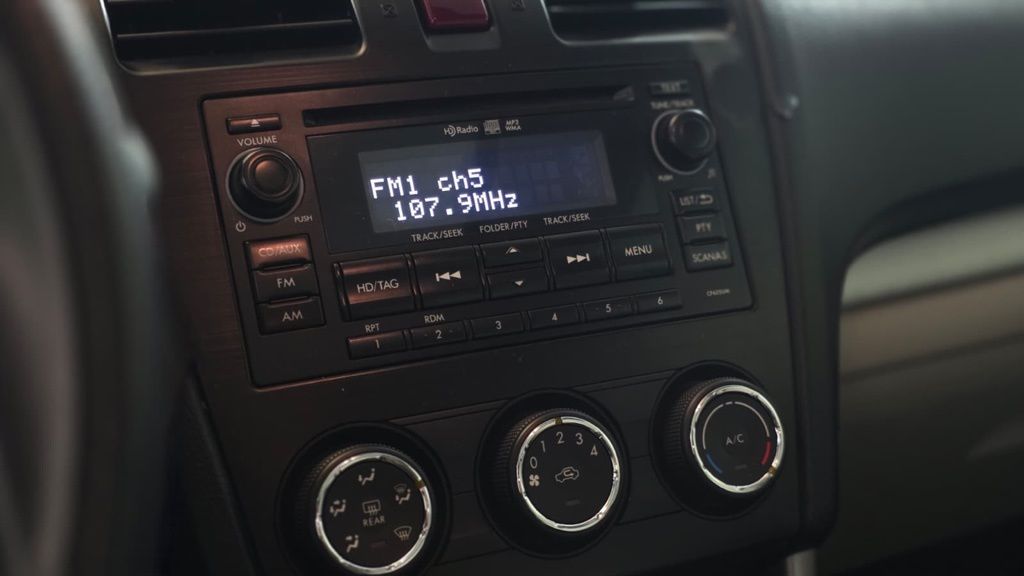 TEXT
HD Radio
MP3
WMA
TUNE/TRACK
VOLUME
FM1 ch5
107.9MHz
PUSH
PUSH
TRACK/SEEK
FOLDER/PTY
TRACK/SEEK
LIST/
CD/AUX
FM
AM
HD/TAG
MENU
PTY
SCAN/AS
RPT
RDM
1
2
3
4
5
6
0
1
2
3
4
A/C
REAR